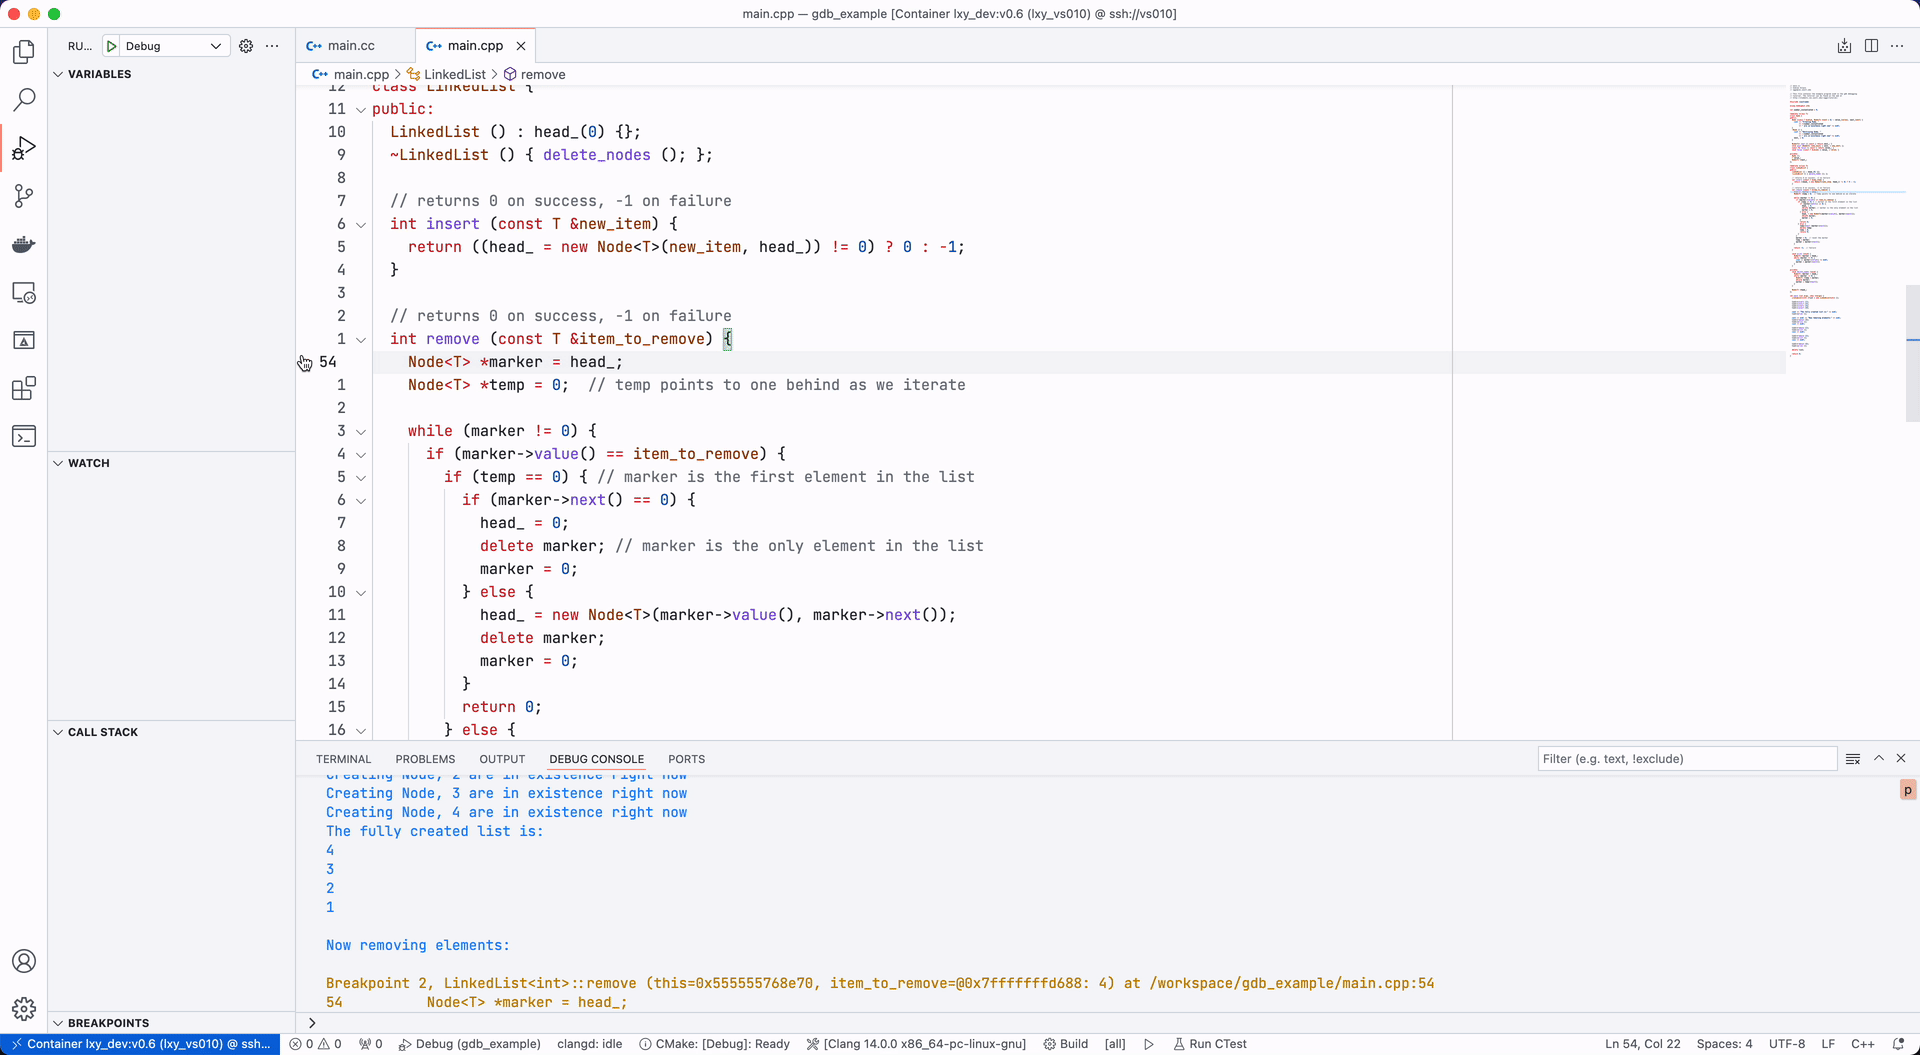 main.cpp — gdb_example [Container lxy_dev:v0.6 (lxy_vs010) @ ssh://vs010]
RU... Debug
main.cc main.cpp
VARIABLES
main.cpp > LinkedList > remove
12 class LinkedList {
11 public:
10 LinkedList () : head_(0) {};
9 ~LinkedList () { delete_nodes (); };
8
7 // returns 0 on success, -1 on failure
6 int insert (const T &new_item) {
5 return ((head_ = new Node<T>(new_item, head_)) != 0) ? 0 : -1;
4 }
3
2 // returns 0 on success, -1 on failure
1 int remove (const T &item_to_remove) {
54 Node<T> *marker = head_;
1 Node<T> *temp = 0;  // temp points to one behind as we iterate
2
3 while (marker != 0) {
4 if (marker->value() == item_to_remove) {
5 if (temp == 0) { // marker is the first element in the list
6 if (marker->next() == 0) {
7 head_ = 0;
8 delete marker; // marker is the only element in the list
9 marker = 0;
10 } else {
11 head_ = new Node<T>(marker->value(), marker->next());
12 delete marker;
13 marker = 0;
14 }
15 return 0;
16 } else {
WATCH
CALL STACK
BREAKPOINTS
TERMINAL PROBLEMS OUTPUT DEBUG CONSOLE PORTS
Filter (e.g. text, !exclude)
Creating Node, 2 are in existence right now
Creating Node, 3 are in existence right now
Creating Node, 4 are in existence right now
The fully created list is:
4
3
2
1
Now removing elements:
Breakpoint 2, LinkedList<int>::remove (this=0x555555768e70, item_to_remove=@0x7fffffffd688: 4) at /workspace/gdb_example/main.cpp:54
54 Node<T> *marker = head_;
p
>
Container lxy_dev:v0.6 (lxy_vs010) @ ssh... 0 0 0 Debug (gdb_example) clangd: idle CMake: [Debug]: Ready [Clang 14.0.0 x86_64-pc-linux-gnu] Build [all] Run CTest Ln 54, Col 22 Spaces: 4 UTF-8 LF C++